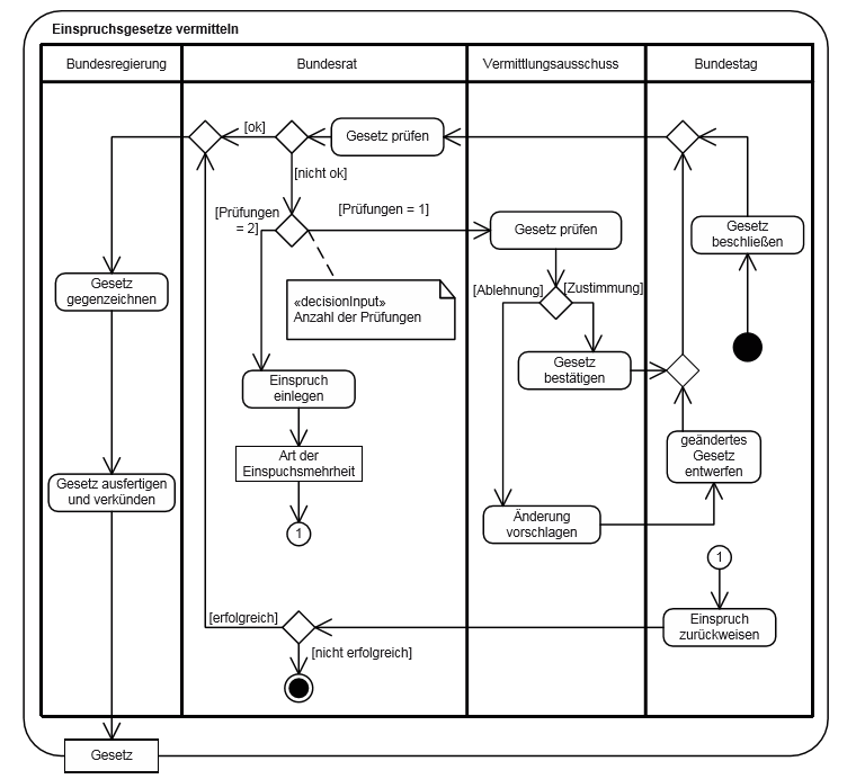 Einspruchsgesetze vermitteln
Bundesregierung
Bundesrat
Vermittlungsausschuss
Bundestag
[ok]
Gesetz prüfen
[nicht ok]
[Prüfungen
= 2]
[Prüfungen = 1]
Gesetz prüfen
Gesetz
beschließen
Gesetz
gegenzeichnen
«decisionInput»
Anzahl der Prüfungen
[Ablehnung]
[Zustimmung]
Einspruch
einlegen
Gesetz
bestätigen
Art der
Einspuchsmehrheit
geändertes
Gesetz
entwerfen
Gesetz ausfertigen
und verkünden
1
Änderung
vorschlagen
1
[erfolgreich]
Einspruch
zurückweisen
[nicht erfolgreich]
Gesetz